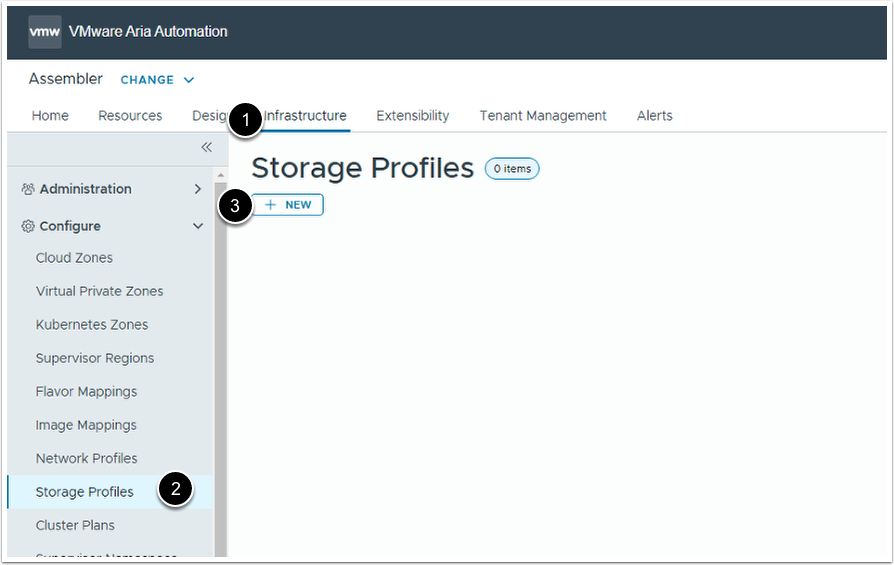 vmw VMware Aria Automation
Assembler CHANGE
Home Resources 1 Infrastructure Extensibility Tenant Management Alerts
Storage Profiles 0 items
Administration
3 + NEW
Configure
Cloud Zones
Virtual Private Zones
Kubernetes Zones
Supervisor Regions
Flavor Mappings
Image Mappings
Network Profiles
Storage Profiles 2
Cluster Plans